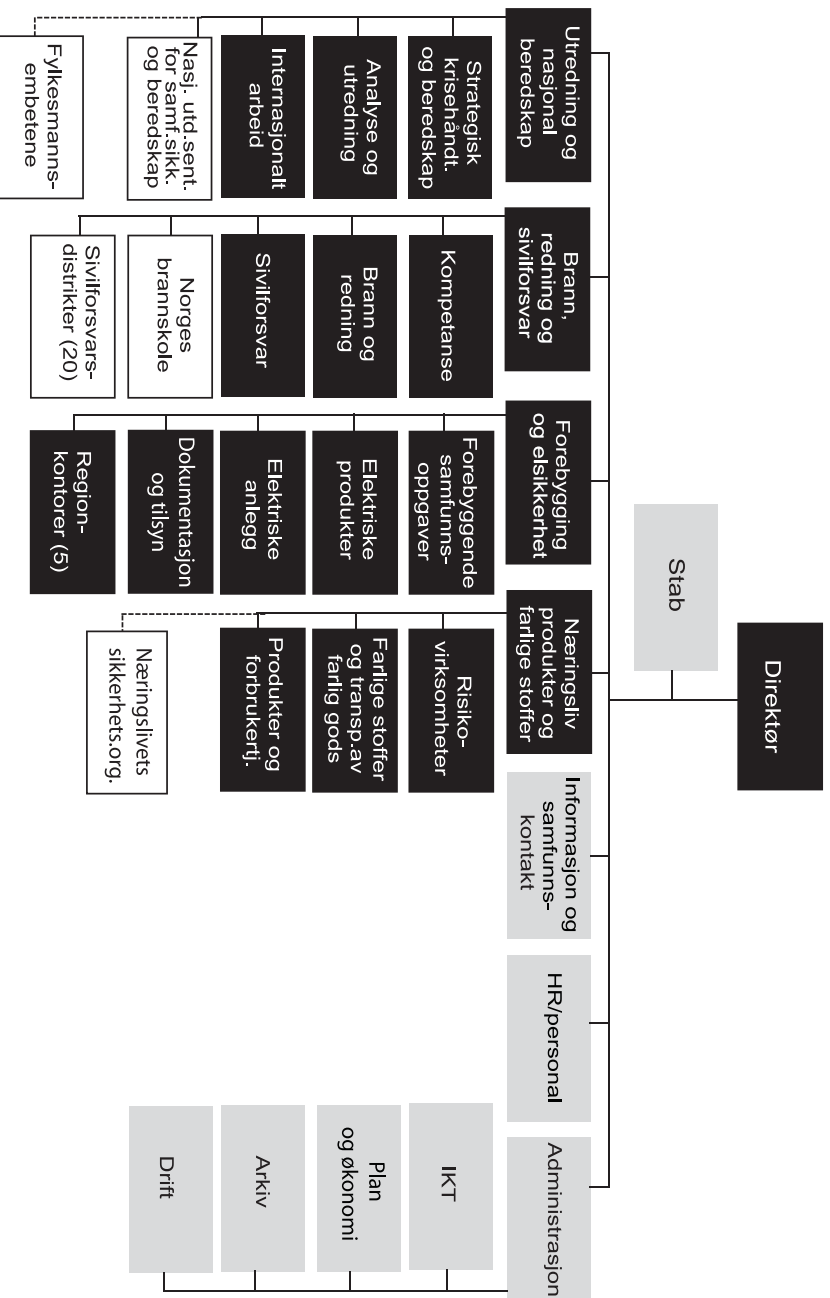 Direktør
Stab
Utredning og
nasjonal
beredskap
Strategisk
krisehåndt.
og beredskap
Analyse og
utredning
Internasjonalt
arbeid
Nasj. utd.sent.
for samf.sikk.
og beredskap
Fylkesmanns-
embetene
Brann,
redning og
sivilforsvar
Kompetanse
Brann og
redning
Sivilforsvar
Norges
brannskole
Sivilforsvars-
distrikter (20)
Forebygging
og elsikkerhet
Forebyggende
samfunns-
oppgaver
Elektriske
produkter
Elektriske
anlegg
Dokumentasjon
og tilsyn
Region-
kontorer (5)
Næringsliv
produkter og
farlige stoffer
Risiko-
virksomheter
Farlige stoffer
og transp.av
farlig gods
Produkter og
forbrukertj.
Næringslivets
sikkerhets.org.
Informasjon og
samfunns-
kontakt
HR/personal
Administrasjon
IKT
Plan
og økonomi
Arkiv
Drift